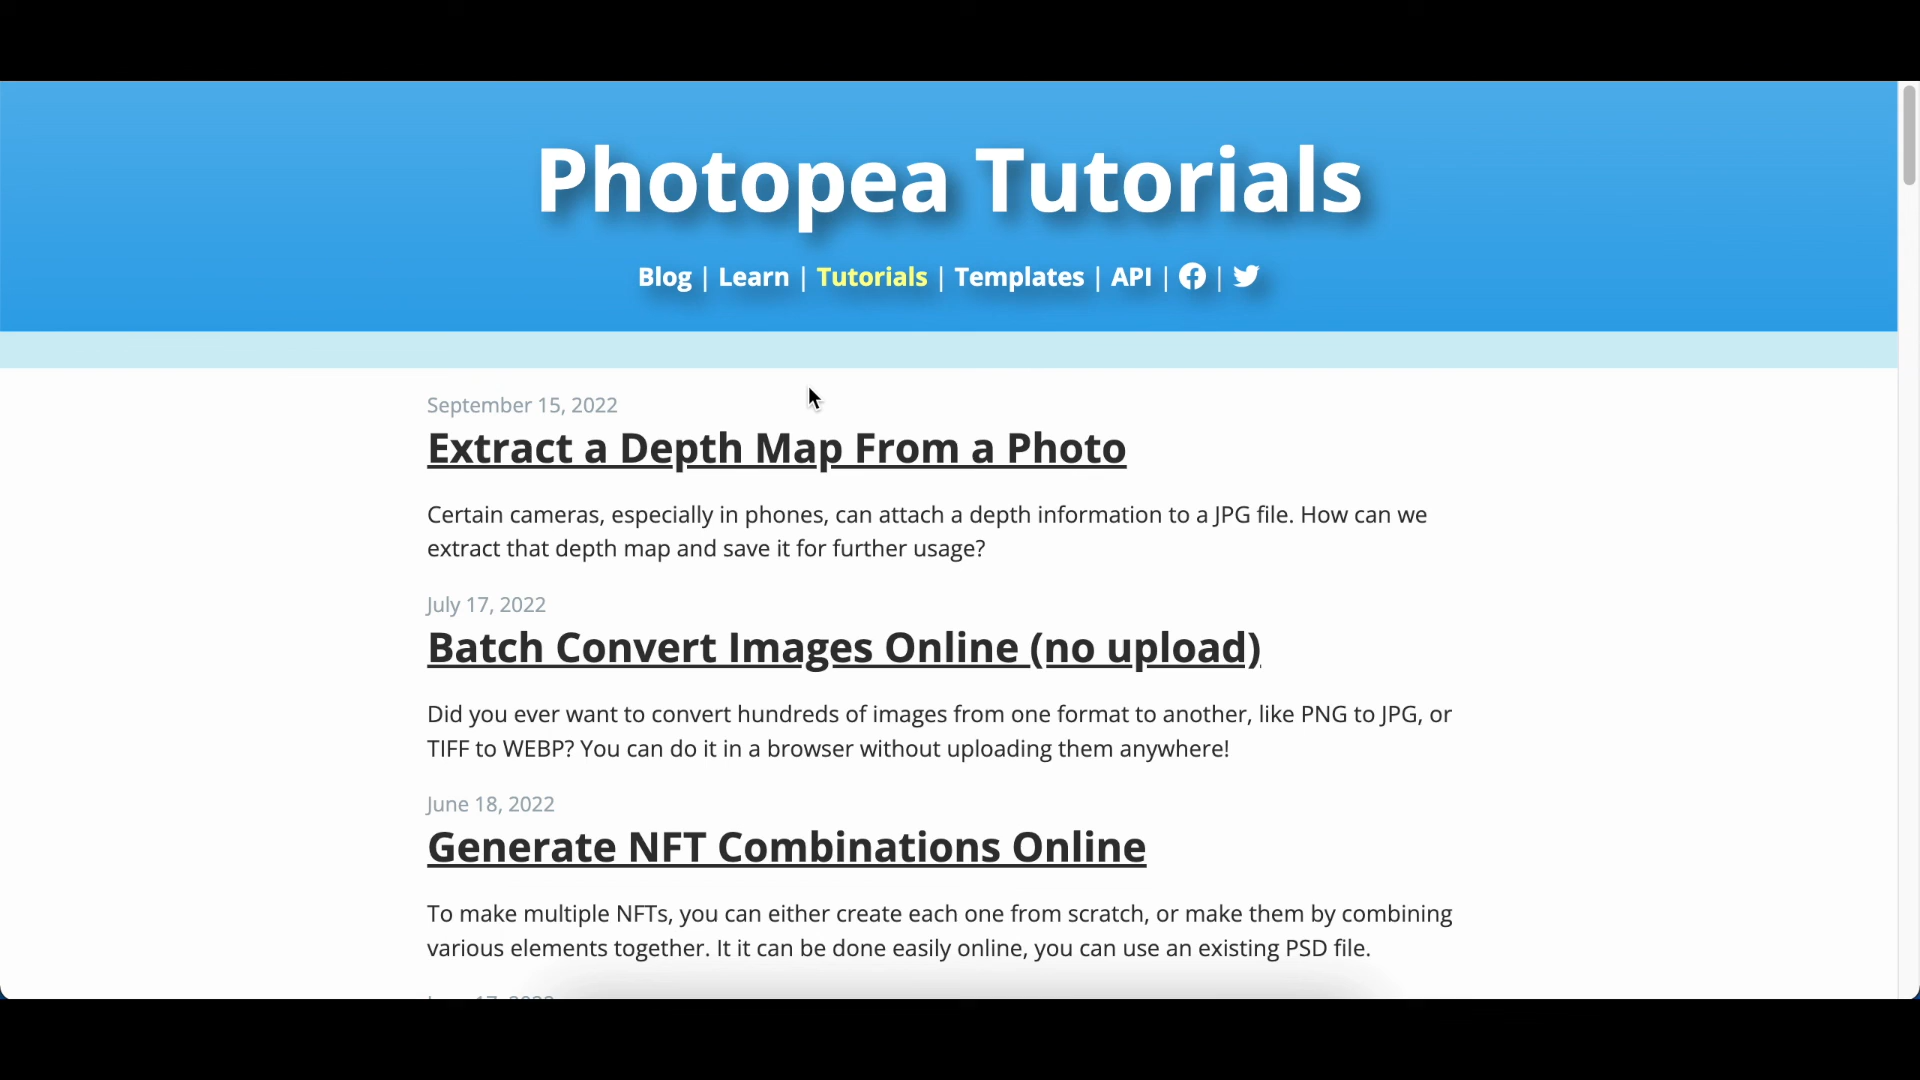 Photopea Tutorials
Blog | Learn | Tutorials | Templates | API | |
September 15, 2022
Extract a Depth Map From a Photo
Certain cameras, especially in phones, can attach a depth information to a JPG file. How can we
extract that depth map and save it for further usage?
July 17, 2022
Batch Convert Images Online (no upload)
Did you ever want to convert hundreds of images from one format to another, like PNG to JPG, or
TIFF to WEBP? You can do it in a browser without uploading them anywhere!
June 18, 2022
Generate NFT Combinations Online
To make multiple NFTs, you can either create each one from scratch, or make them by combining
various elements together. It it can be done easily online, you can use an existing PSD file.